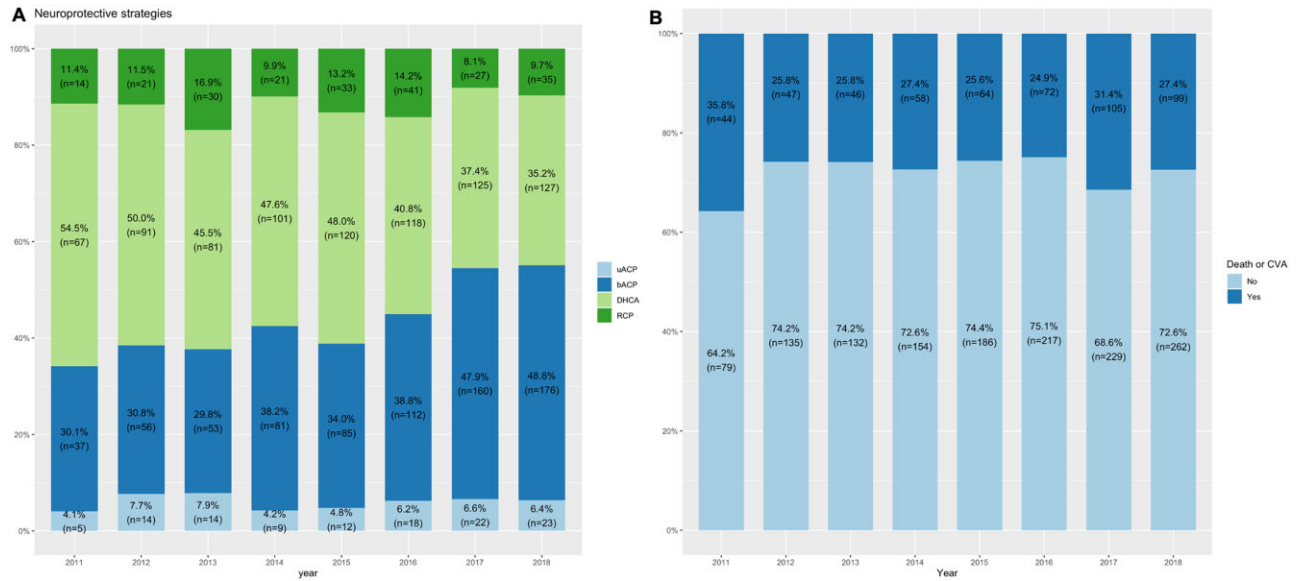 A Neuroprotective strategies
100%
80%
60%
40%
20%
0%
11.4%
(n=14)
54.5%
(n=67)
30.1%
(n=37)
4.1%
(n=5)
11.5%
(n=21)
50.0%
(n=91)
30.8%
(n=56)
7.7%
(n=14)
16.9%
(n=30)
45.5%
(n=81)
29.8%
(n=53)
7.9%
(n=14)
9.9%
(n=21)
47.6%
(n=101)
38.2%
(n=81)
4.2%
(n=9)
13.2%
(n=33)
48.0%
(n=120)
34.0%
(n=85)
4.8%
(n=12)
14.2%
(n=41)
40.8%
(n=118)
38.8%
(n=112)
6.2%
(n=18)
8.1%
(n=27)
37.4%
(n=125)
47.9%
(n=160)
6.6%
(n=22)
9.7%
(n=35)
35.2%
(n=127)
48.8%
(n=176)
6.4%
(n=23)
2011 2012 2013 2014 2015 2016 2017 2018
year
uACP
bACP
DHCA
RCP
B
100%
80%
60%
40%
20%
0%
35.8%
(n=44)
64.2%
(n=79)
25.8%
(n=47)
74.2%
(n=135)
25.8%
(n=46)
74.2%
(n=132)
27.4%
(n=58)
72.6%
(n=154)
25.6%
(n=64)
74.4%
(n=186)
24.9%
(n=72)
75.1%
(n=217)
31.4%
(n=105)
68.6%
(n=229)
27.4%
(n=99)
72.6%
(n=262)
2011 2012 2013 2014 2015 2016 2017 2018
Year
Death or CVA
No
Yes